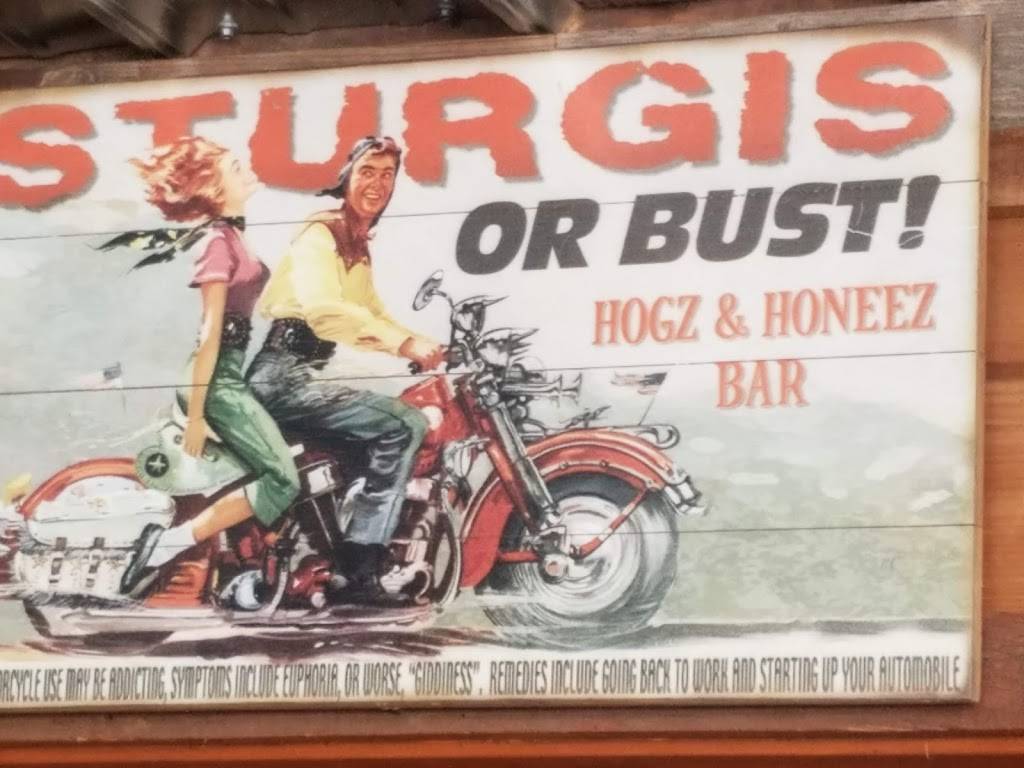 STURGIS
OR BUST!
HOGZ & HONEEZ
BAR
RCYCLE USE MAY BE ADDICTING, SYMPTOMS INCLUDE EUPHORIA, OR WORSE, "GIDDINESS". REMEDIES INCLUDE GOING BACK TO WORK AND STARTING UP YOUR AUTOMOBILE